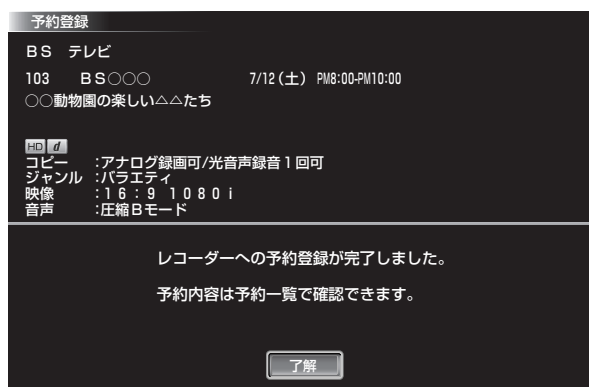 予約登録
BS テレビ
103 BS○○○ 7/12(土) PM8:00-PM10:00
○○動物園の楽しい△△たち
HD d
コピー :アナログ録画可/光音声録音1回可
ジャンル :バラエティ
映像 :16:9 1080i
音声 :圧縮Bモード
レコーダーへの予約登録が完了しました。
予約内容は予約一覧で確認できます。
了解